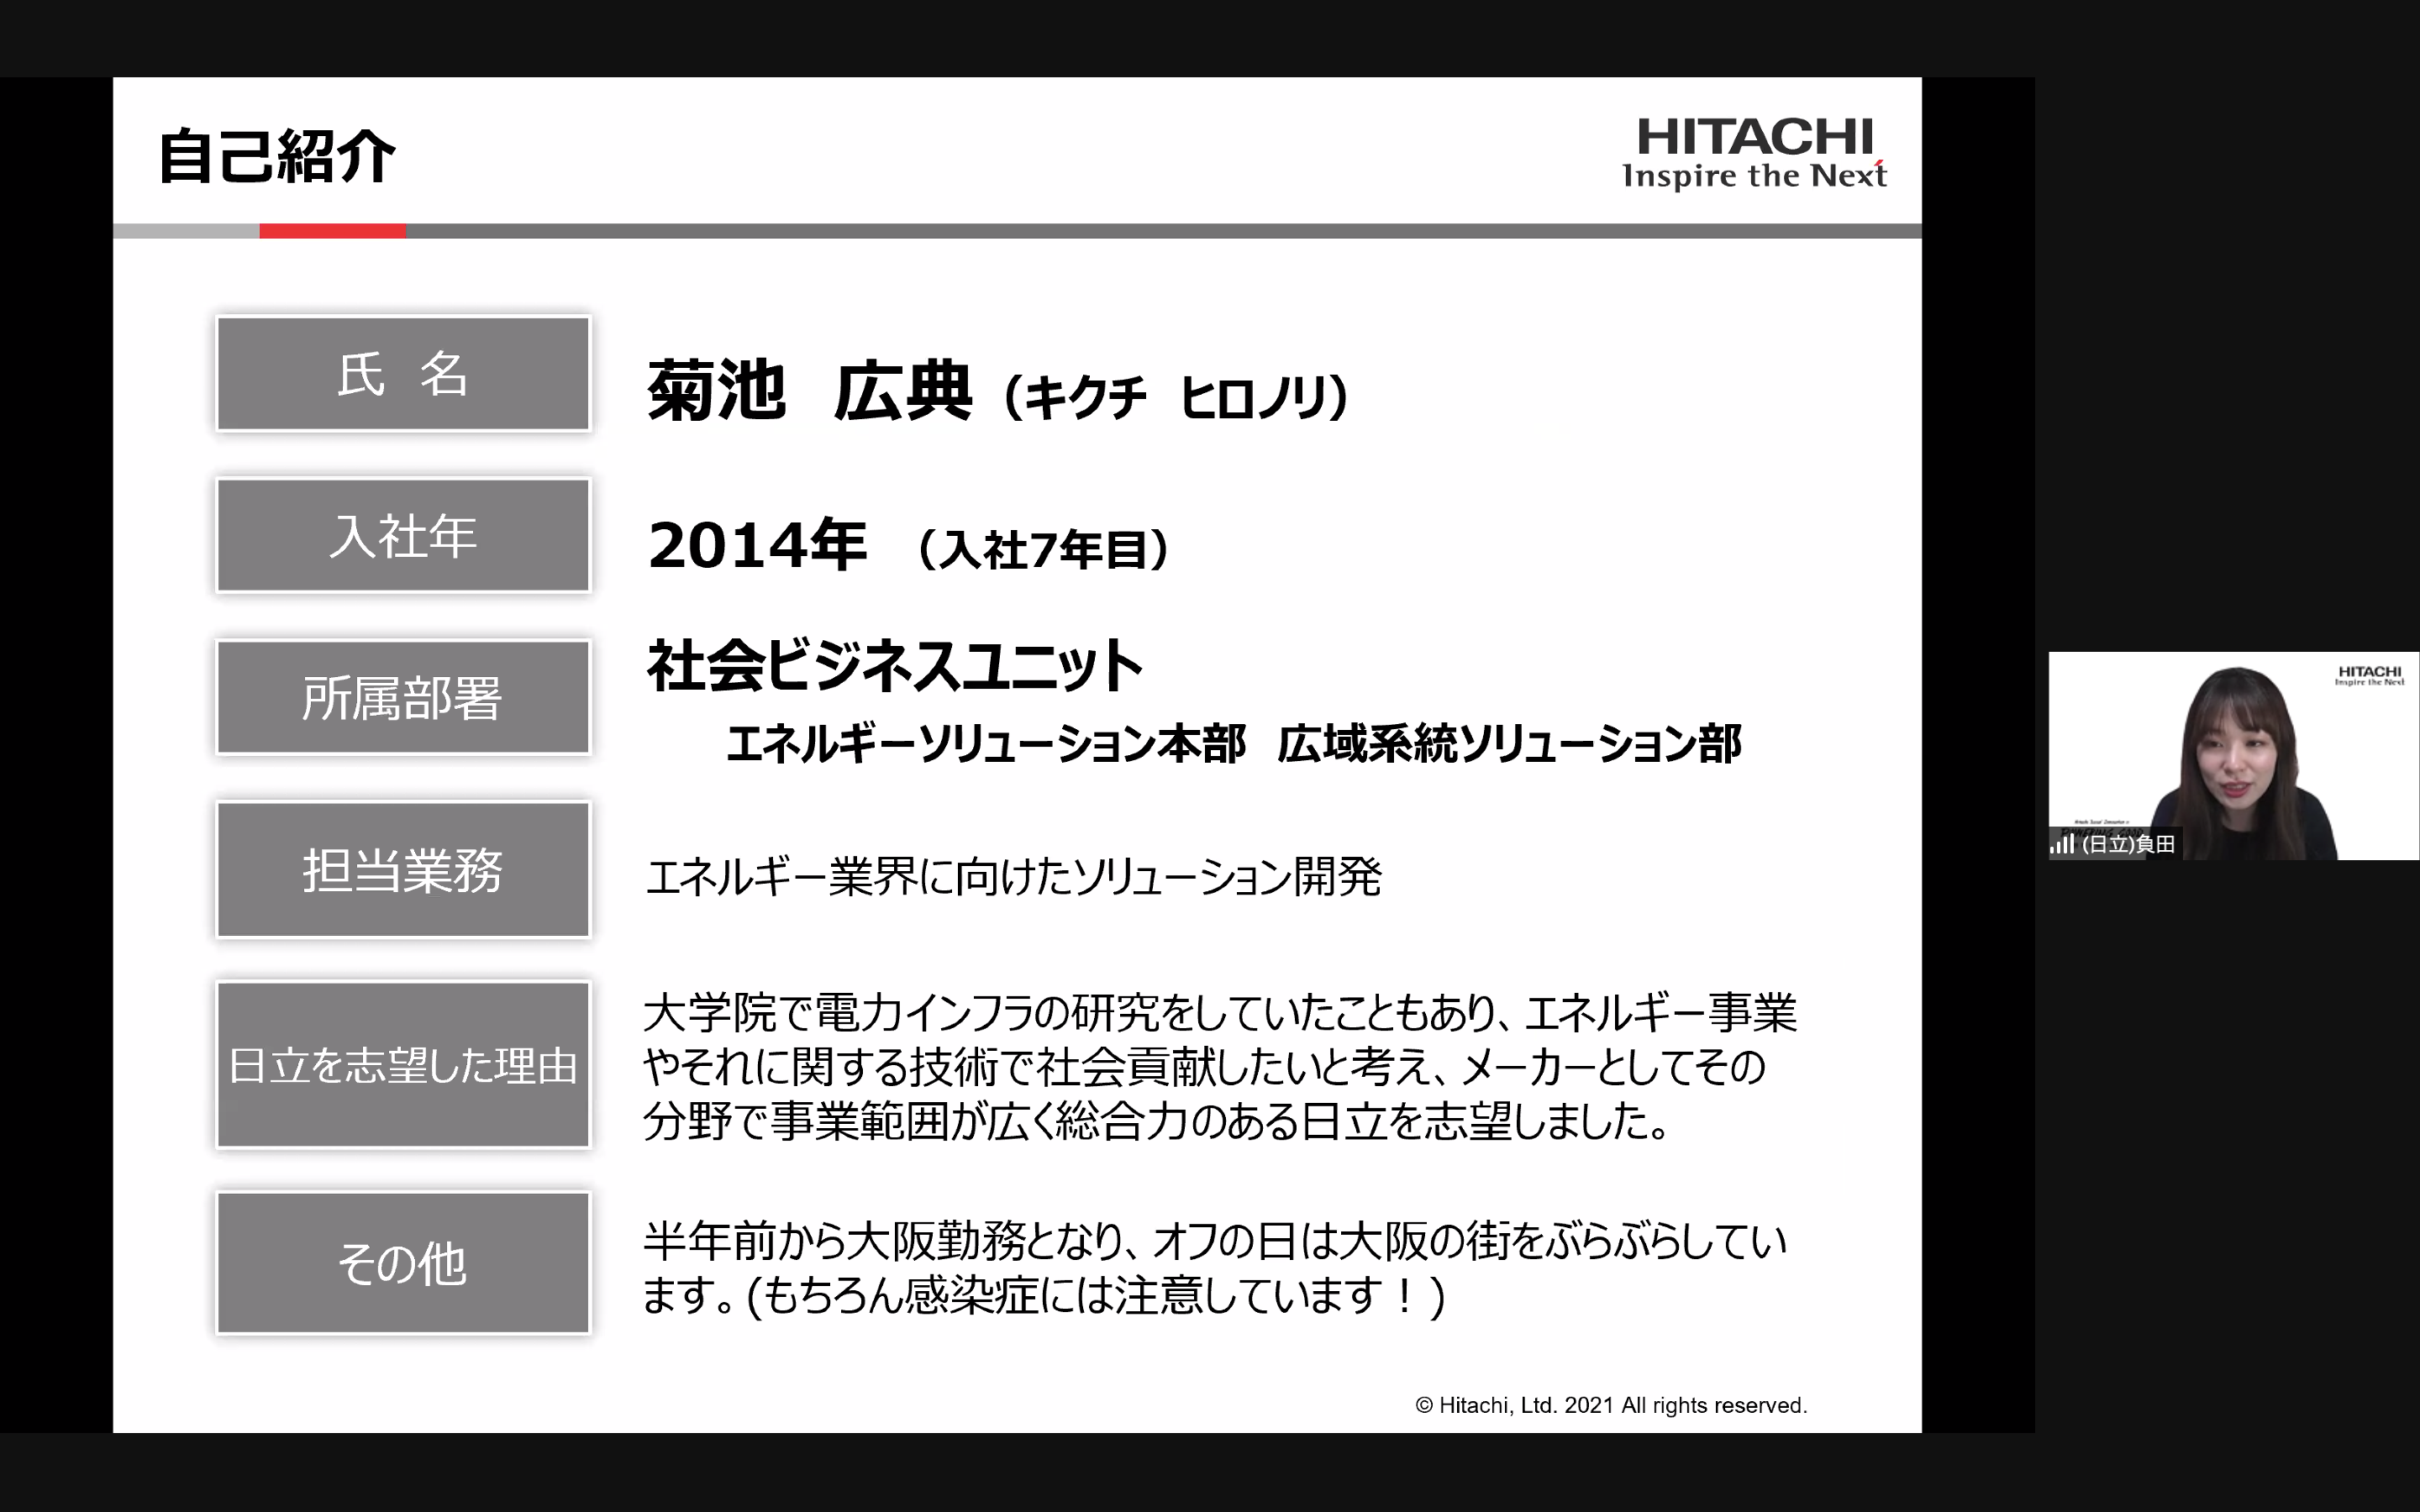 自己紹介
HITACHI
Inspire the Next
氏 名
菊池 広典 (キクチ ヒロノリ)
入社年
2014年 (入社7年目)
所属部署
社会ビジネスユニット
エネルギーソリューション本部 広域系統ソリューション部
担当業務
エネルギー業界に向けたソリューション開発
日立を志望した理由
大学院で電力インフラの研究をしていたこともあり、エネルギー事業
やそれに関する技術で社会貢献したいと考え、メーカーとしてその
分野で事業範囲が広く総合力のある日立を志望しました。
その他
半年前から大阪勤務となり、オフの日は大阪の街をぶらぶらしてい
ます。(もちろん感染症には注意しています！)
© Hitachi, Ltd. 2021 All rights reserved.
HITACHI
Inspire the Next
(日立)負田